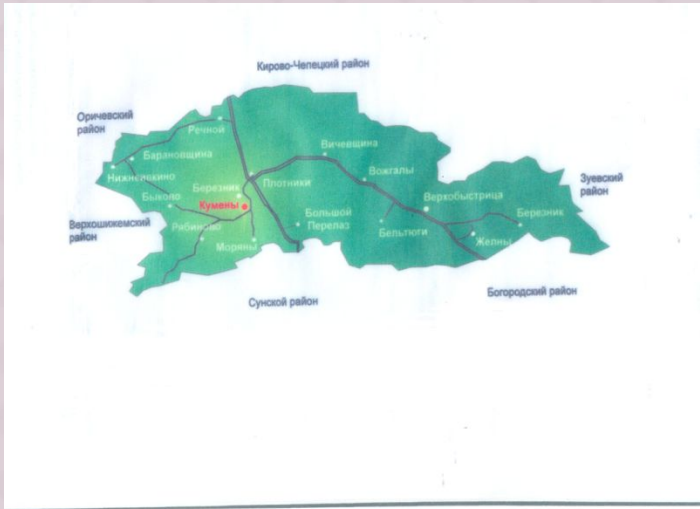 Кирово-Чепецкий район
Оричевский
район
Речной
Вичевщина
Барановщина
Вожгалы
Зуевский
район
Нижнеивкино
Плотники
Березник
Быково
Верхобыстрица
Кумены
Большой
Перелаз
Березник
Верхошижемский
район
Рябиново
Бельтюги
Желны
Моряны
Богородский район
Сунской район